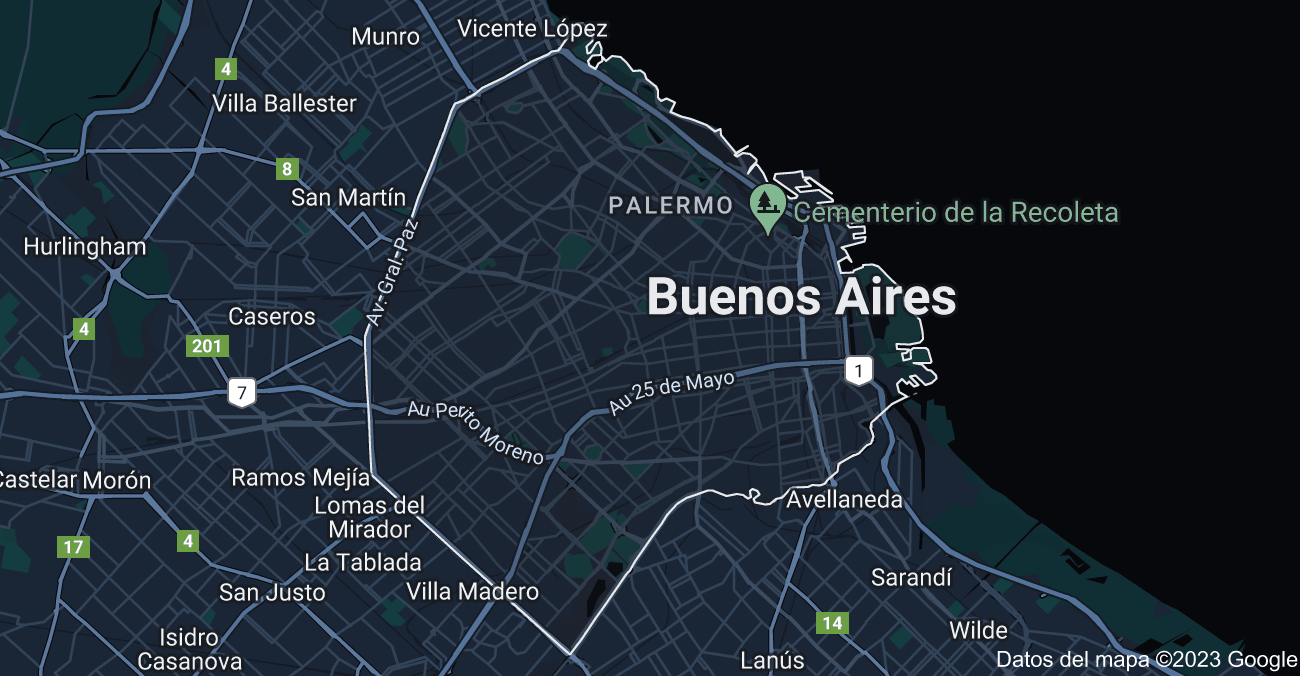 Vicente López
Munro
4
Villa Ballester
8
San Martín
PALERMO
Cementerio de la Recoleta
Hurlingham
Av. Gral. Paz
Buenos Aires
Caseros
4
201
1
7
Au 25 de Mayo
Au Perito Moreno
Castelar
Morón
Ramos Mejía
Lomas del
Mirador
Avellaneda
17
4
La Tablada
San Justo
Villa Madero
Sarandí
14
Wilde
Isidro
Casanova
Lanús
Datos del mapa ©2023 Google